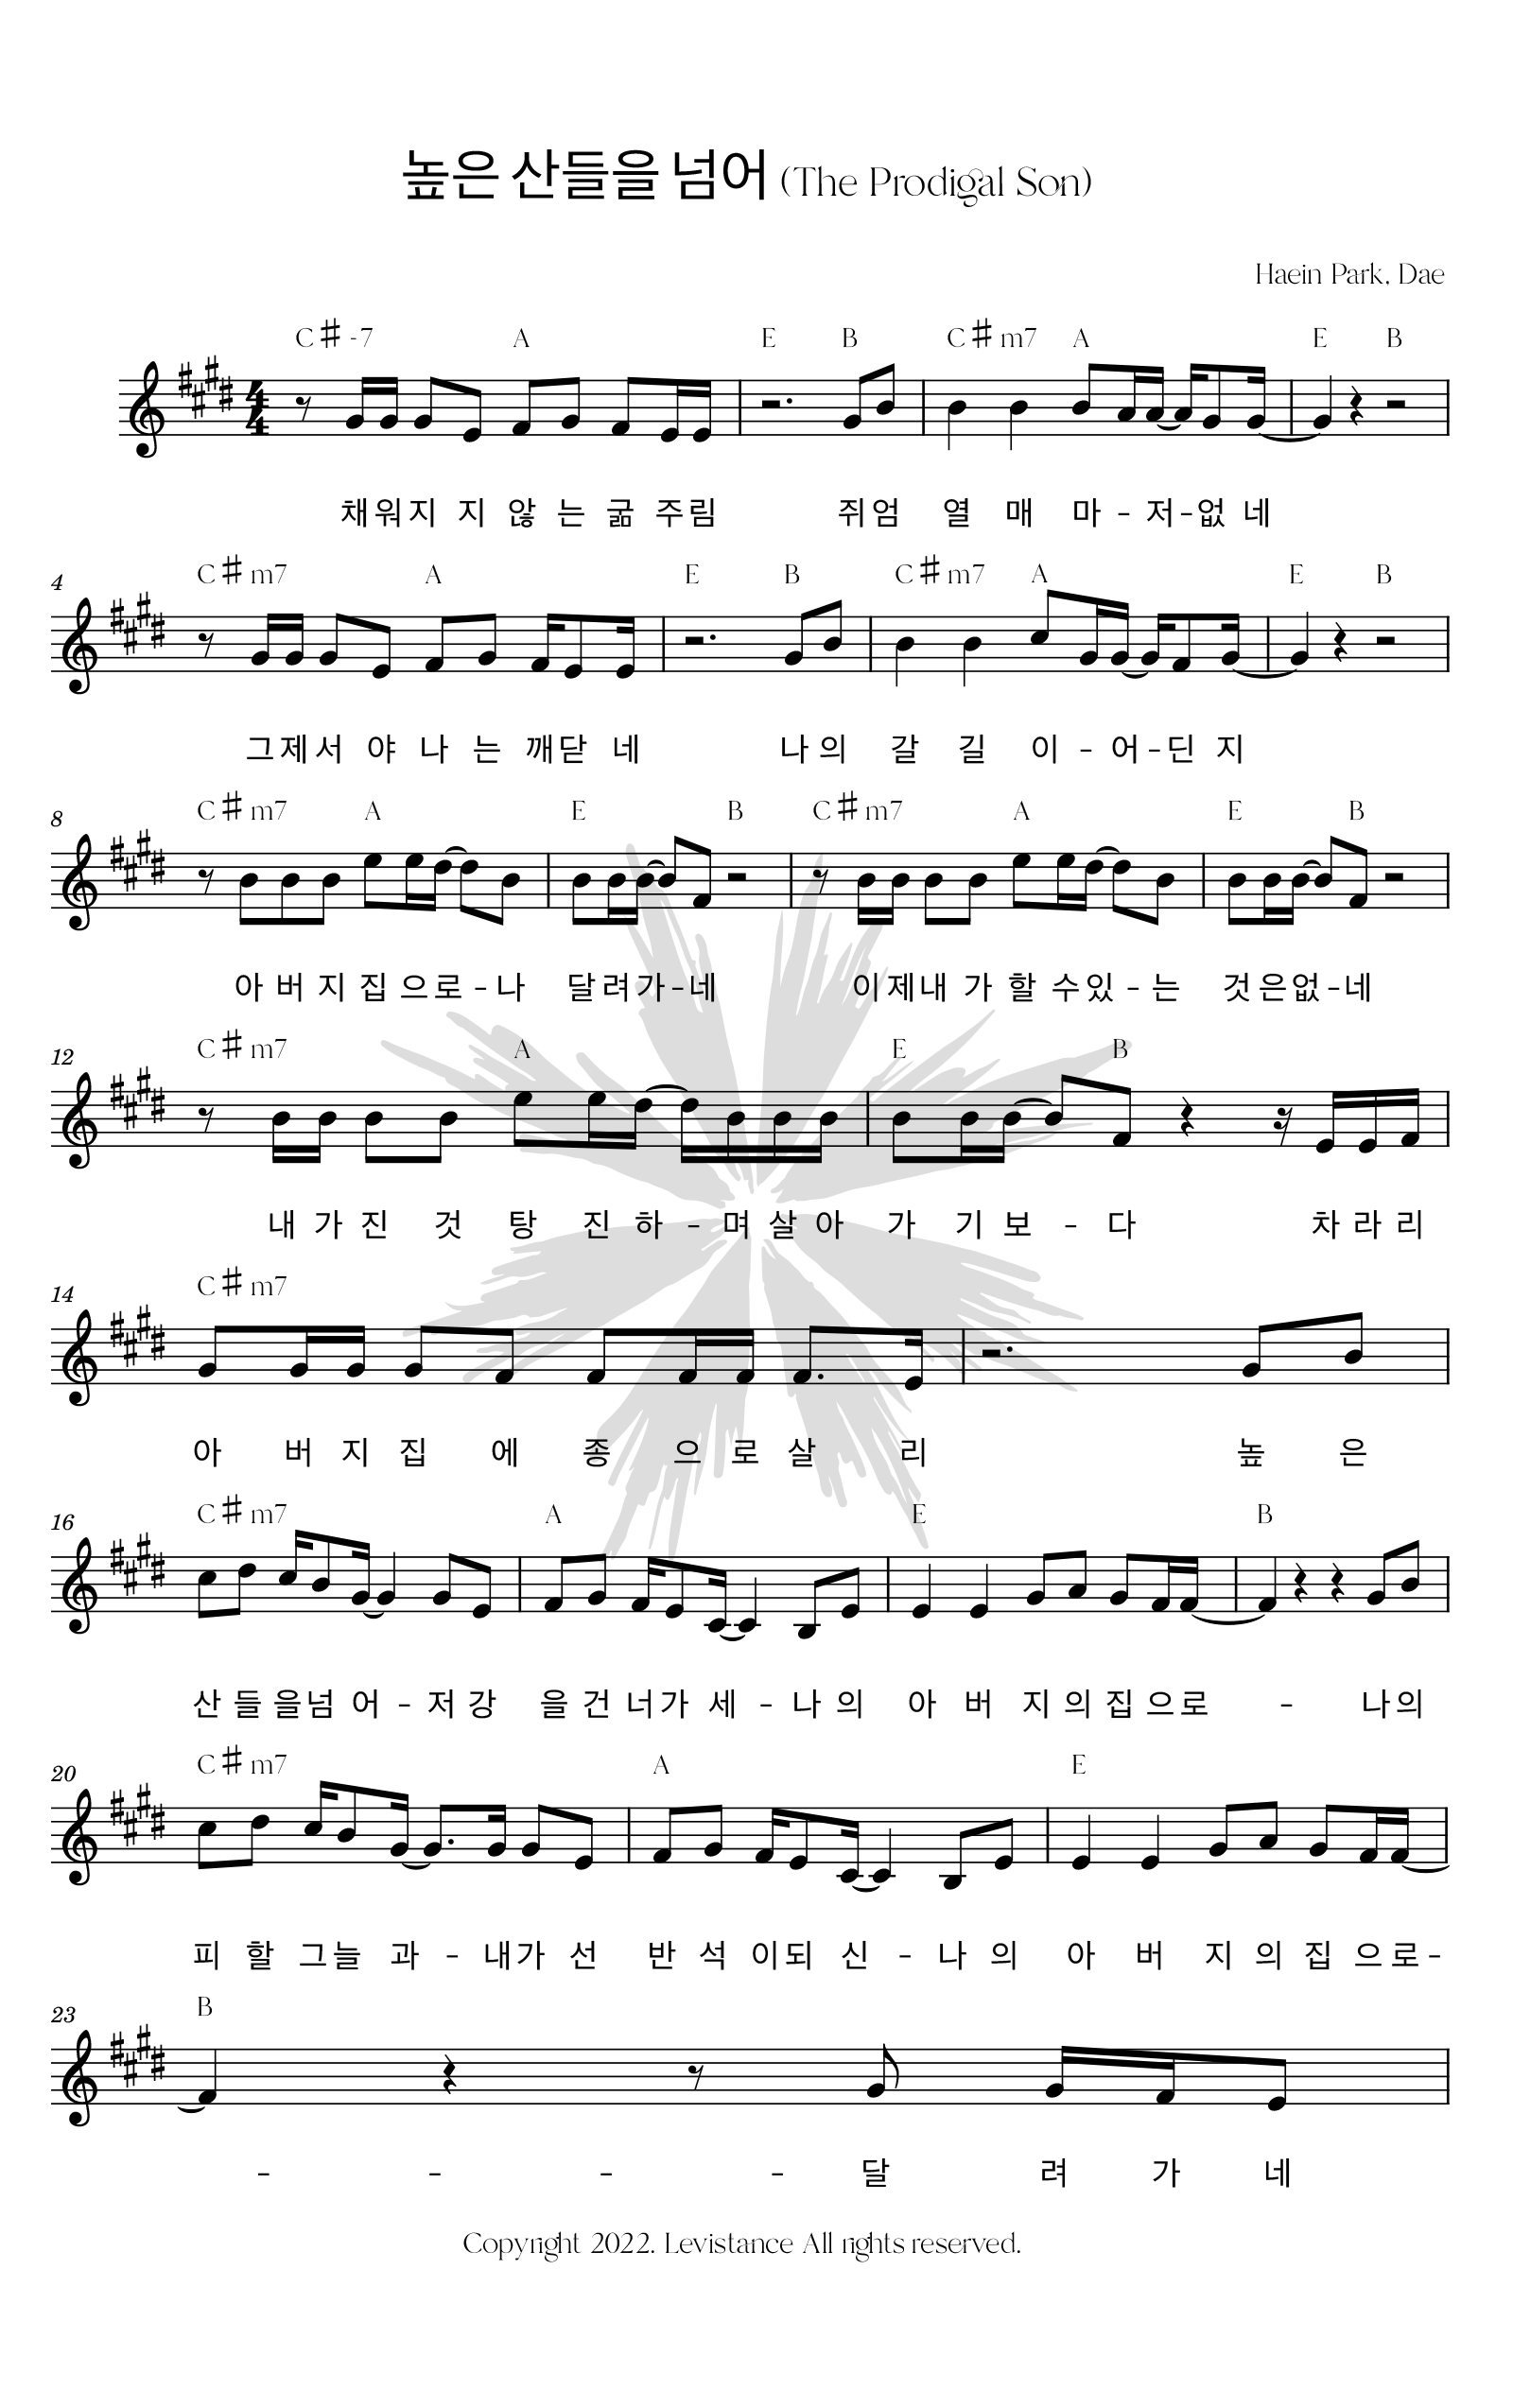 높은 산들을 넘어 (The Prodigal Son)
Haein Park, Dae
C♯-7 A E B C♯m7 A E B
채워지 지 않 는 굶 주림 쥐엄 열 매 마 - 저-없 네
4 C♯m7 A E B C♯m7 A E B
그제서 야 나 는 깨닫 네 나의 갈 길 이 - 어-딘 지
8 C♯m7 A E B C♯m7 A E B
아 버 지 집 으로 - 나 달려가-네 이제내 가 할 수있 - 는 것은없-네
12 C♯m7 A E B
내 가 진 것 탕 진 하 - 며 살 아 가 기 보 - 다 차 라 리
14 C♯m7
아 버 지 집 에 종 으 로 살 리 높 은
16 C♯m7 A E B
산 들 을넘 어 - 저 강 을 건 너가 세 - 나 의 아 버 지 의 집 으로 - 나의
20 C♯m7 A E
피 할 그늘 과 - 내가 선 반 석 이되 신 - 나 의 아 버 지 의 집 으 로 -
23 B
- - - - 달 려 가 네
Copyright 2022. Levistance All rights reserved.